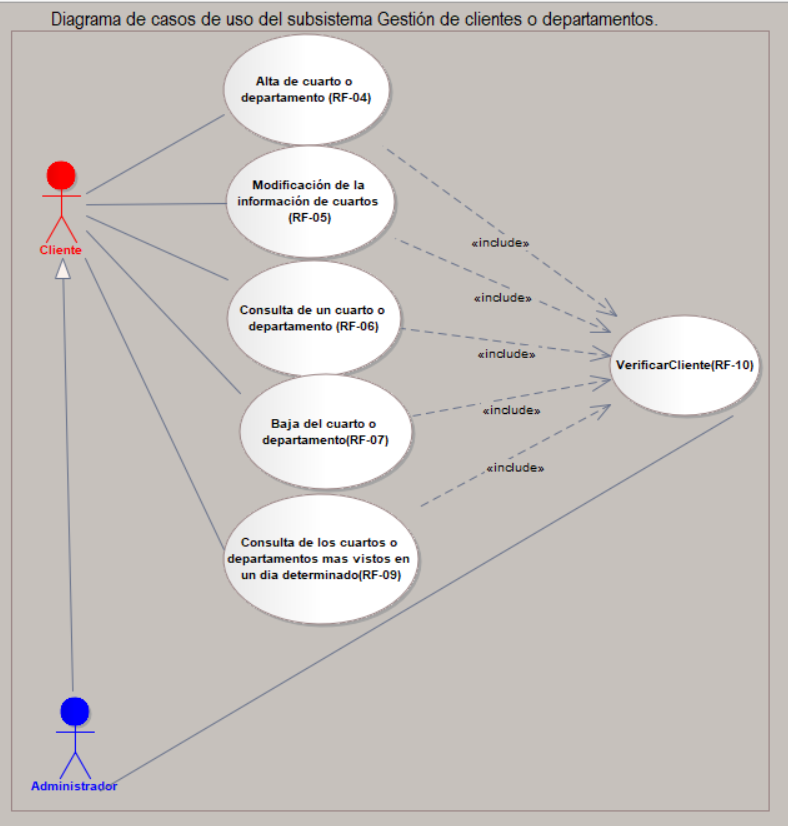 Diagrama de casos de uso del subsistema Gestión de clientes o departamentos.
Alta de cuarto o
departamento (RF-04)
Modificación de la
información de cuartos
(RF-05)
«include»
Cliente
«include»
Consulta de un cuarto o
departamento (RF-06)
«include»
VerificarCliente(RF-10)
«include»
Baja del cuarto o
departamento(RF-07)
«include»
Consulta de los cuartos o
departamentos mas vistos en
un dia determinado(RF-09)
Administrador